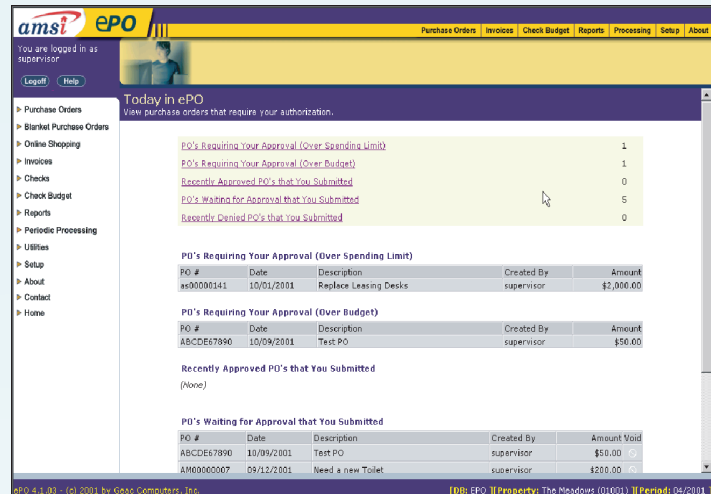 amsi ePO
Purchase Orders Invoices Check Budget Reports Processing Setup About
You are logged in as
supervisor
Logoff Help
Purchase Orders
Blanket Purchase Orders
Online Shopping
Invoices
Checks
Check Budget
Reports
Periodic Processing
Utilities
Setup
About
Contact
Home
Today in ePO
View purchase orders that require your authorization.
PO's Requiring Your Approval (Over Spending Limit) 1
PO's Requiring Your Approval (Over Budget) 1
Recently Approved PO's that You Submitted 0
PO's Waiting for Approval that You Submitted 5
Recently Denied PO's that You Submitted 0
PO's Requiring Your Approval (Over Spending Limit)
PO # Date Description Created By Amount
as00000141 10/01/2001 Replace Leasing Desks supervisor $2,000.00
PO's Requiring Your Approval (Over Budget)
PO # Date Description Created By Amount
ABCDE67890 10/09/2001 Test PO supervisor $50.00
Recently Approved PO's that You Submitted
(None)
PO's Waiting for Approval that You Submitted
PO # Date Description Created By Amount Void
ABCDE67890 10/09/2001 Test PO supervisor $50.00
AM00000007 09/12/2001 Need a new Toilet supervisor $200.00
ePO 4.1.03 - (c) 2001 by Geac Computers, Inc. [DB: EPO ][Property: The Meadows (01001) ][Period: 04/2001 ]